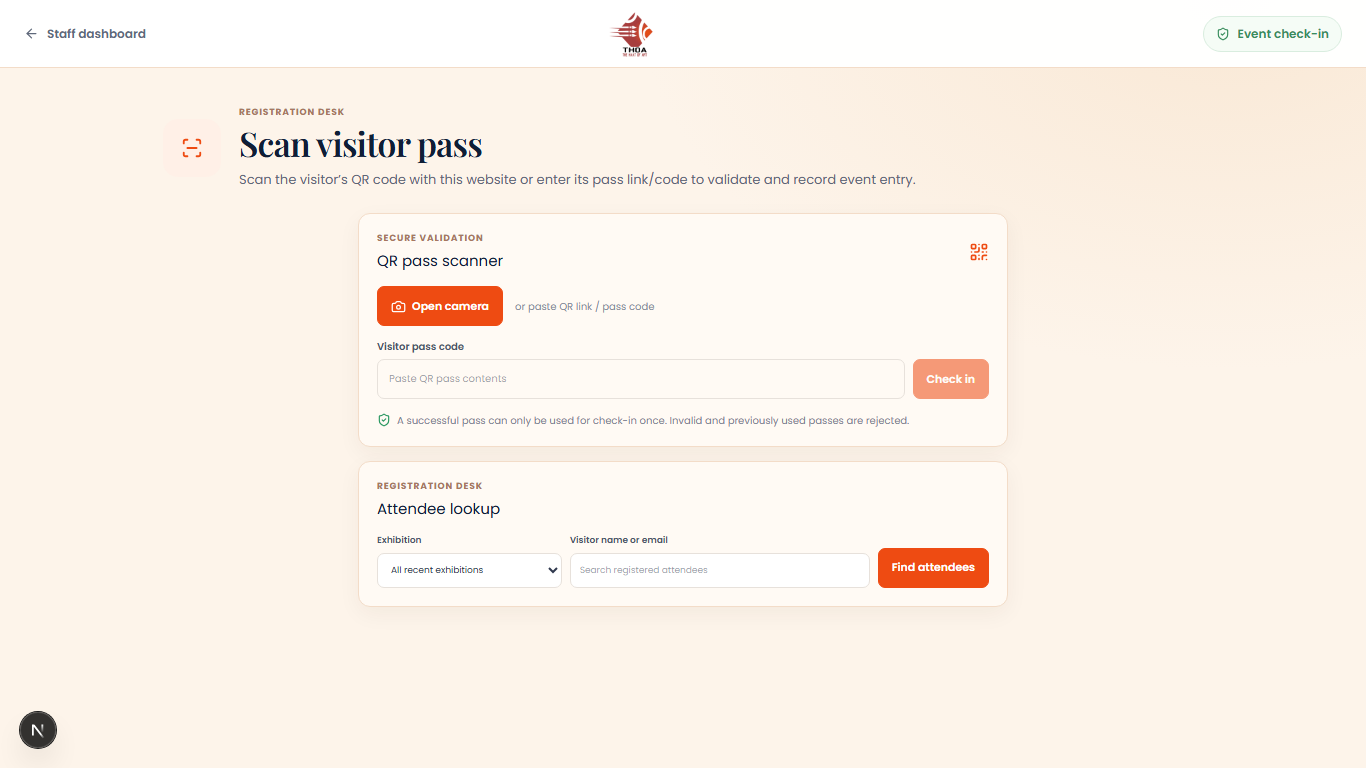 Staff dashboard
THOA
Event check-in
REGISTRATION DESK
Scan visitor pass
Scan the visitor's QR code with this website or enter its pass link/code to validate and record event entry.
SECURE VALIDATION
QR pass scanner
Open camera
or paste QR link / pass code
Visitor pass code
Paste QR pass contents
Check in
A successful pass can only be used for check-in once. Invalid and previously used passes are rejected.
REGISTRATION DESK
Attendee lookup
Exhibition
Visitor name or email
All recent exhibitions
Search registered attendees
Find attendees
N